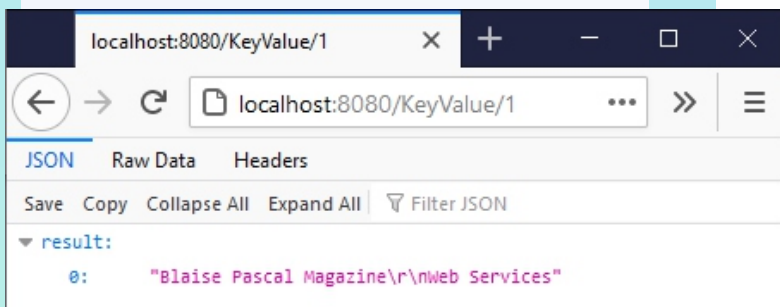 localhost:8080/KeyValue/1
localhost:8080/KeyValue/1
JSON Raw Data Headers
Save Copy Collapse All Expand All Filter JSON
result:
0: "Blaise Pascal Magazine\r\nWeb Services"